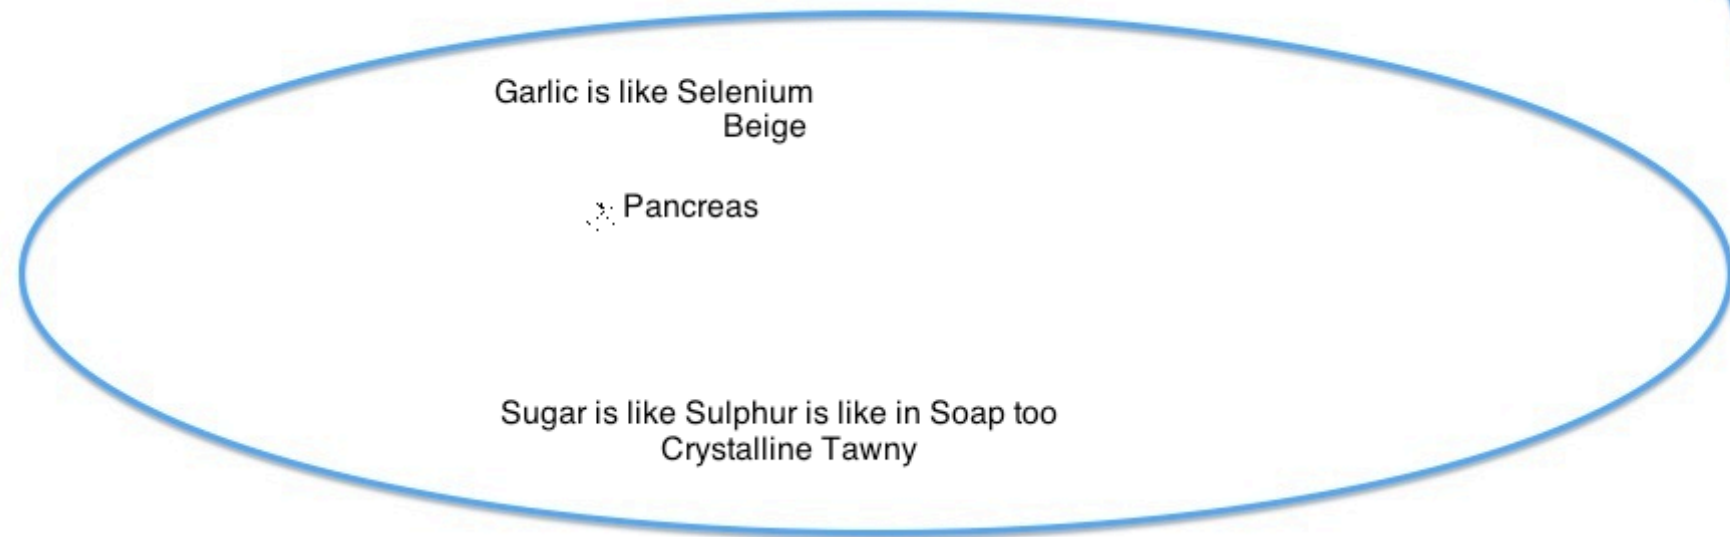 Garlic is like Selenium
Beige
Pancreas
Sugar is like Sulphur is like in Soap too
Crystalline Tawny